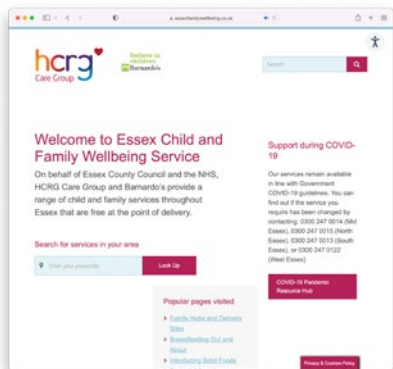 essexfamilywellbeing.co.uk
hcrg
Care Group
Believe in
children
Barnardo's
Search
Welcome to Essex Child and
Family Wellbeing Service
On behalf of Essex County Council and the NHS,
HCRG Care Group and Barnardo's provide a
range of child and family services throughout
Essex that are free at the point of delivery.
Search for services in your area
Enter your postcode
Look Up
Popular pages visited
Family Hubs and Delivery
Sites
Breastfeeding Out and
About
Introducing Solid Foods
Support during COVID-
19
Our services remain available
in line with Government
COVID-19 guidelines. You can
find out if the service you
require has been changed by
contacting: 0300 247 0014 (Mid
Essex), 0300 247 0015 (North
Essex), 0300 247 0013 (South
Essex), or 0300 247 0122
(West Essex)
COVID-19 Pandemic
Resource Hub
Privacy & Cookies Policy